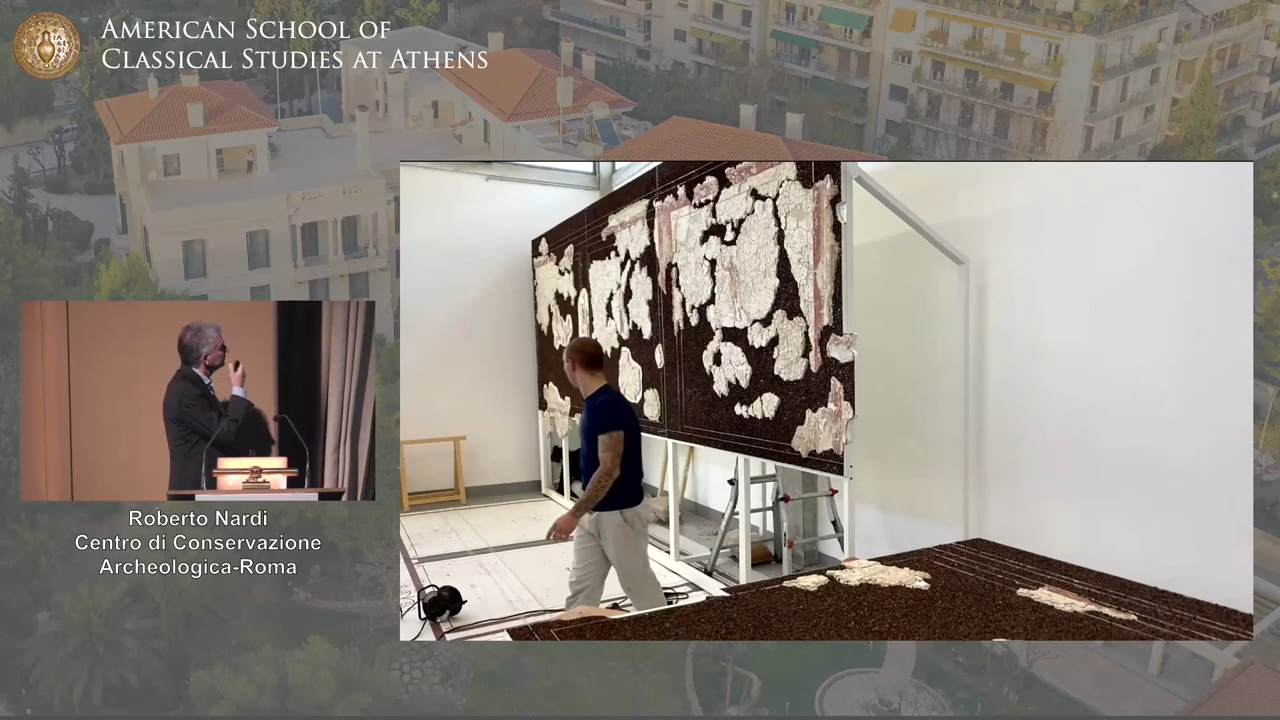 American School of
Classical Studies at Athens
Roberto Nardi
Centro di Conservazione
Archeologica-Roma